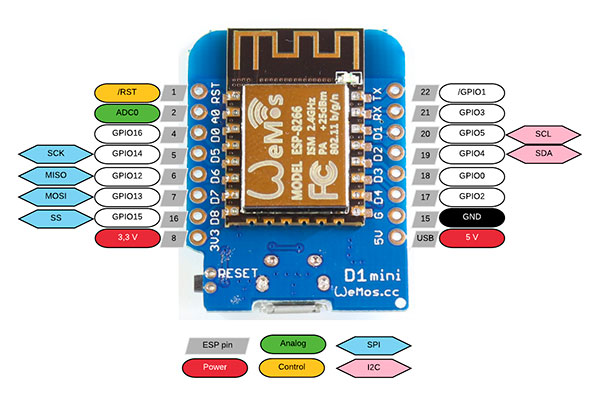 /RST 1 RST TX 22 /GPIO1
ADC0 2 A0 RX 21 GPIO3
GPIO16 4 D0 D1 20 GPIO5 SCL
SCK GPIO14 5 D5 D2 19 GPIO4 SDA
MISO GPIO12 6 D6 D3 18 GPIO0
MOSI GPIO13 7 D7 D4 17 GPIO2
SS GPIO15 16 D8 G 15 GND
3,3 V 8 3V3 5V USB 5 V
WeMos
MODEL ESP-8266
ISM 2.4GHz
PA +25dBm
802.11 b/g/n
FC
RESET
D1 mini
WeMos.cc
ESP pin Analog SPI
Power Control I2C